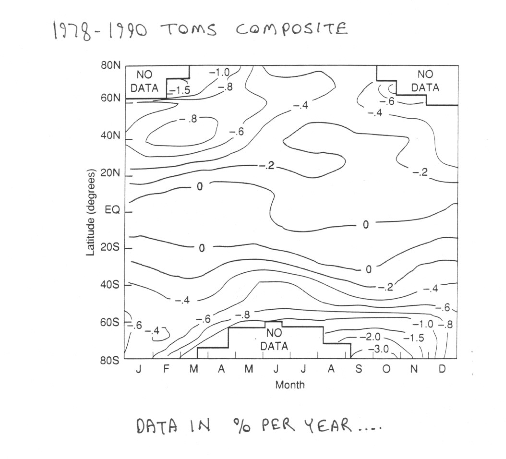 1978-1990 TOMS COMPOSITE
80N
60N
40N
20N
EQ
20S
40S
60S
80S
Latitude (degrees)
NO DATA
-1.5
-1.0
-.8
-.4
NO DATA
-.6
-.4
-.8
-.6
-.2
-.2
0
0
0
0
-.2
-.4
-.4
-.6
-.6
-.8
-.6
-.4
-1.0
-.8
NO DATA
-2.0
-1.5
-3.0
J F M A M J J A S O N D
Month
DATA IN % PER YEAR....